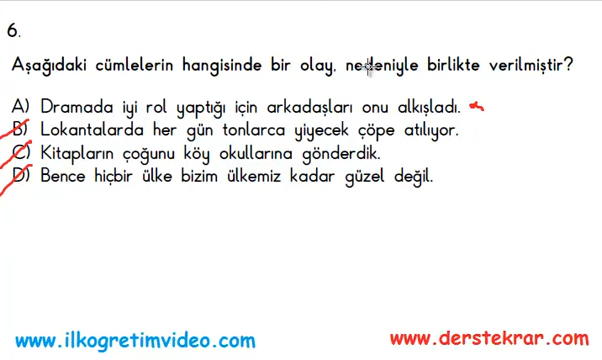 6.
Aşağıdaki cümlelerin hangisinde bir olay, nedeniyle birlikte verilmiştir?
A) Dramada iyi rol yaptığı için arkadaşları onu alkışladı.
B) Lokantalarda her gün tonlarca yiyecek çöpe atılıyor.
C) Kitapların çoğunu köy okullarına gönderdik.
D) Bence hiçbir ülke bizim ülkemiz kadar güzel değil.
www.ilkogretimvideo.com
www.derstekrar.com